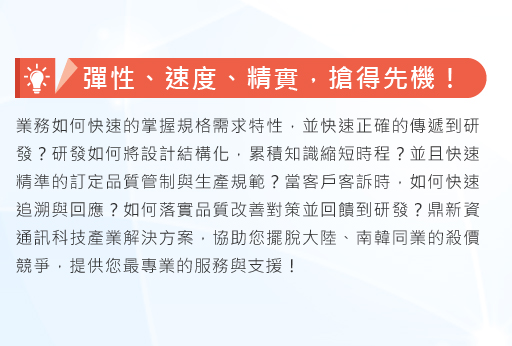 彈性、速度、精實，搶得先機！
業務如何快速的掌握規格需求特性，並快速正確的傳遞到研
發？研發如何將設計結構化，累積知識縮短時程？並且快速
精準的訂定品質管制與生產規範？當客戶客訴時，如何快速
追溯與回應？如何落實品質改善對策並回饋到研發？鼎新資
通訊科技產業解決方案，協助您擺脫大陸、南韓同業的殺價
競爭，提供您最專業的服務與支援！